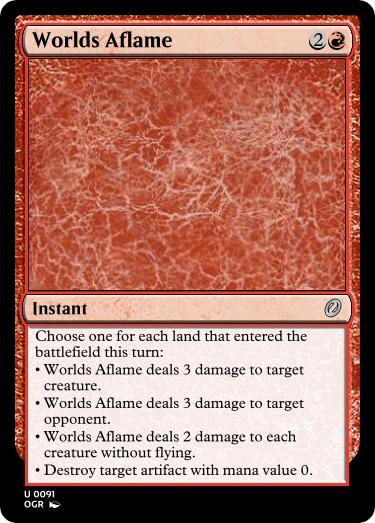 Worlds Aflame 2
Instant
Choose one for each land that entered the
battlefield this turn:
• Worlds Aflame deals 3 damage to target
creature.
• Worlds Aflame deals 3 damage to target
opponent.
• Worlds Aflame deals 2 damage to each
creature without flying.
• Destroy target artifact with mana value 0.
U 0091
OGR